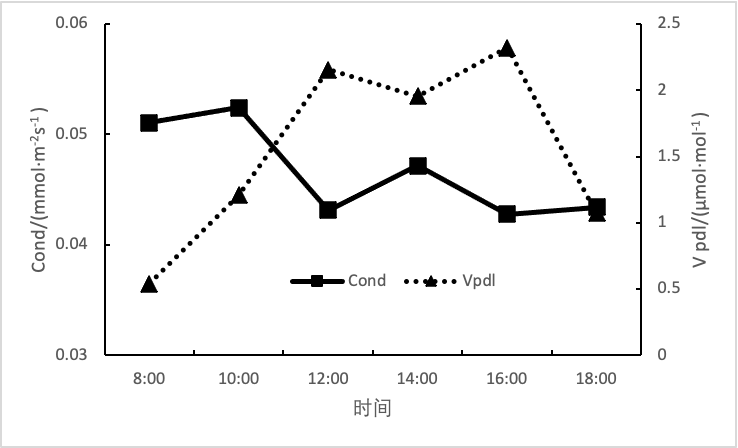 0.06
0.05
0.04
0.03
Cond/(mmol·m⁻²s⁻¹)
2.5
2
1.5
1
0.5
0
V pdl/(μmol·mol⁻¹)
Cond
Vpdl
8:00 10:00 12:00 14:00 16:00 18:00
时间